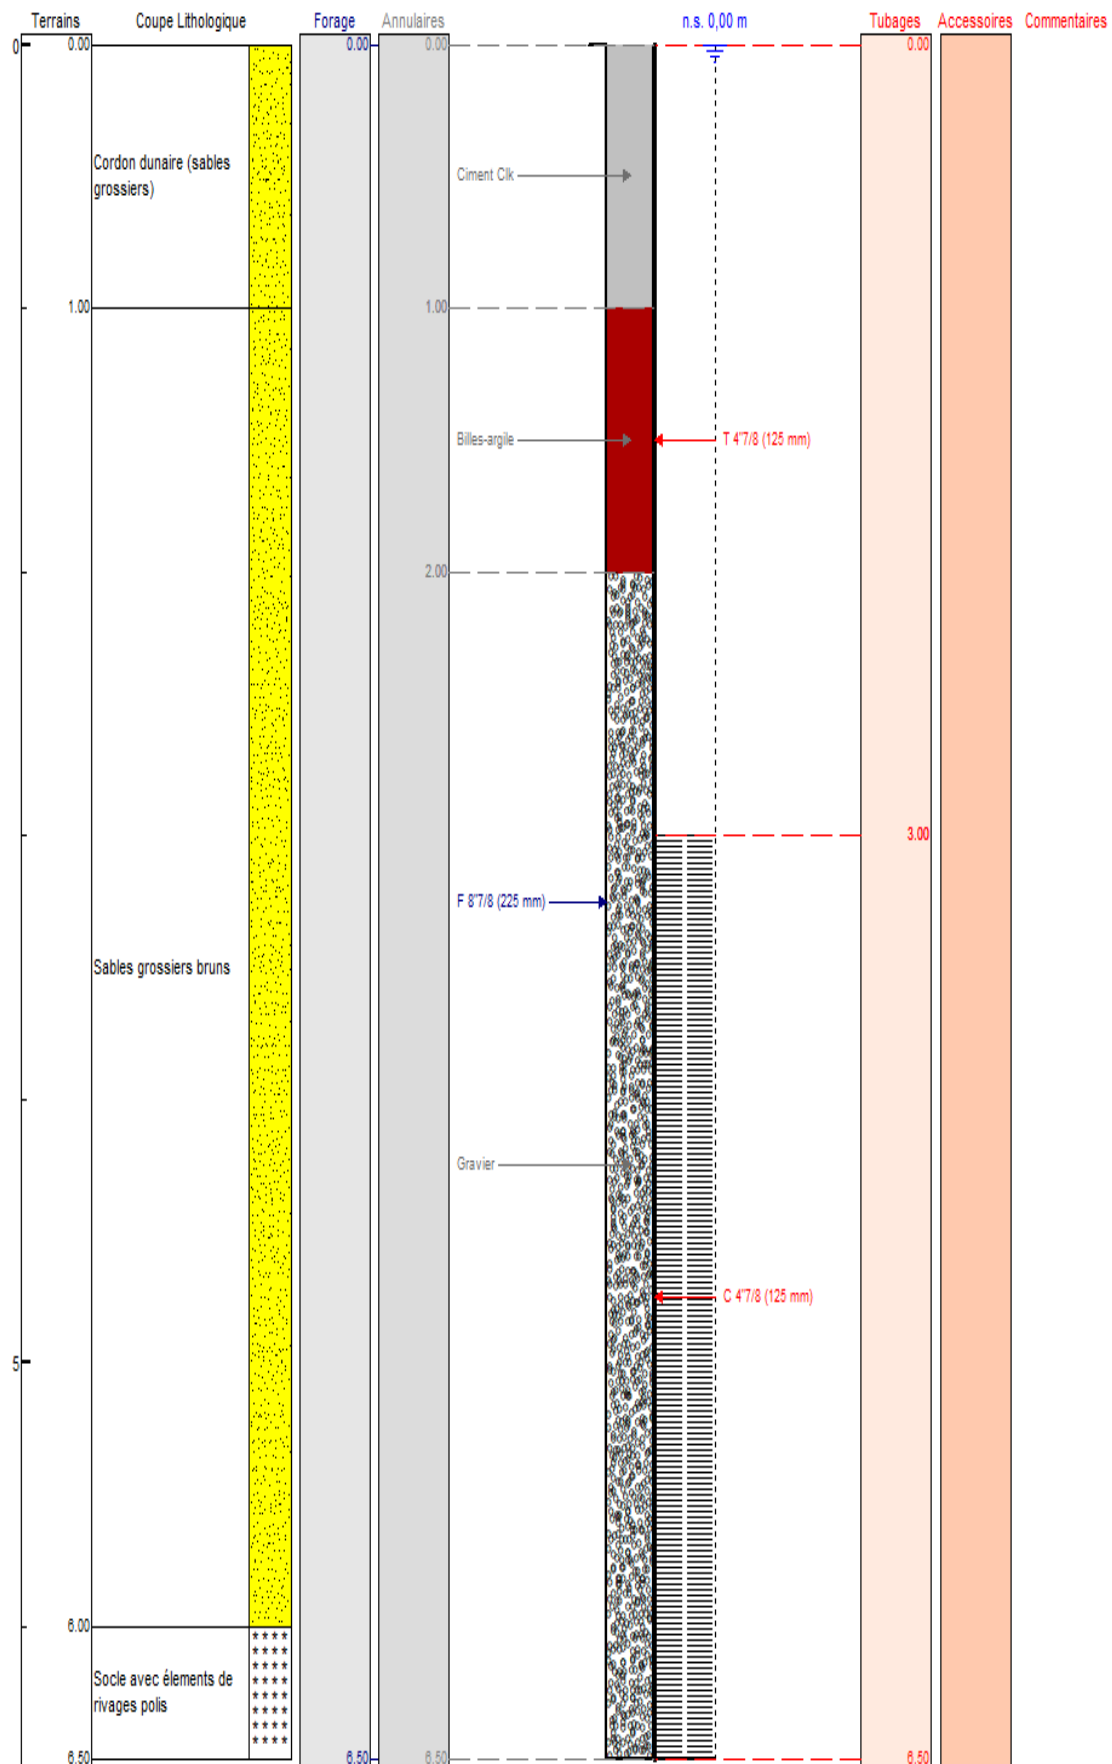 Terrains Coupe Lithologique Forage Annulaires n.s. 0,00 m Tubages Accessoires Commentaires
0 0.00 0.00 0.00 0.00
Cordon dunaire (sables
grossiers)
Ciment Clk
1.00 1.00
Billes-argile T 4"7/8 (125 mm)
2.00
3.00
F 8"7/8 (225 mm)
Sables grossiers bruns
Gravier
C 4"7/8 (125 mm)
5
6.00
Socle avec élements de
rivages polis
6.50 6.50 6.50 6.50